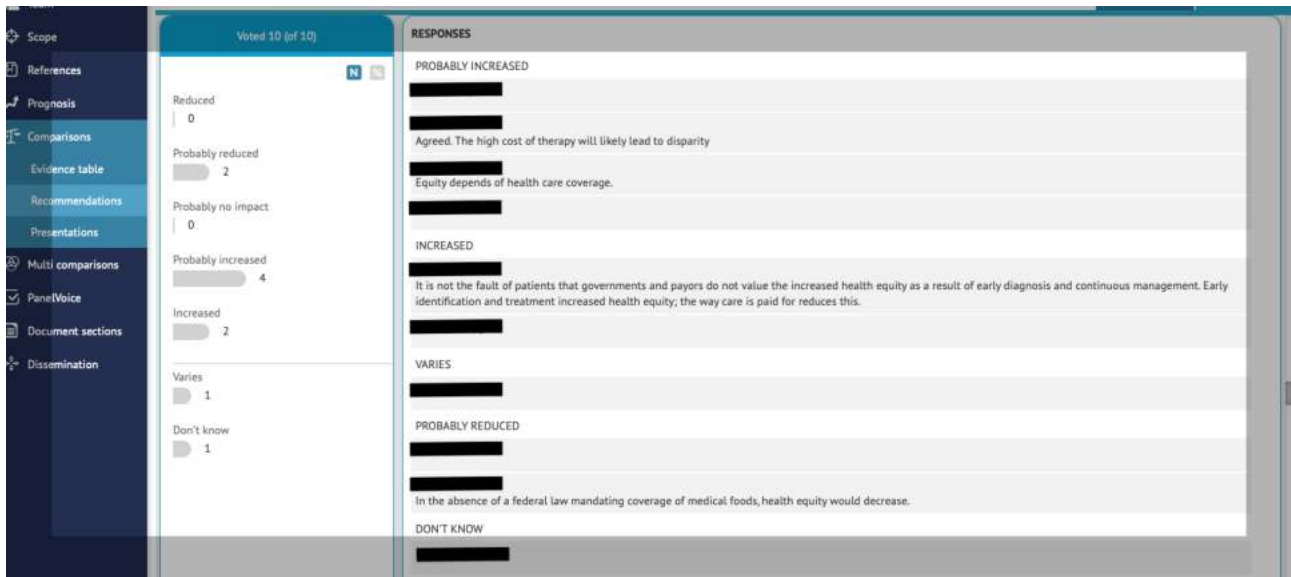 Scope
References
Prognosis
Comparisons
Evidence table
Recommendations
Presentations
Multi comparisons
PanelVoice
Document sections
Dissemination
Voted 10 (of 10)
N %
Reduced
0
Probably reduced
2
Probably no impact
0
Probably increased
4
Increased
2
Varies
1
Don't know
1
RESPONSES
PROBABLY INCREASED
Agreed. The high cost of therapy will likely lead to disparity
Equity depends of health care coverage.
INCREASED
It is not the fault of patients that governments and payors do not value the increased health equity as a result of early diagnosis and continuous management. Early
identification and treatment increased health equity; the way care is paid for reduces this.
VARIES
PROBABLY REDUCED
In the absence of a federal law mandating coverage of medical foods, health equity would decrease.
DON'T KNOW